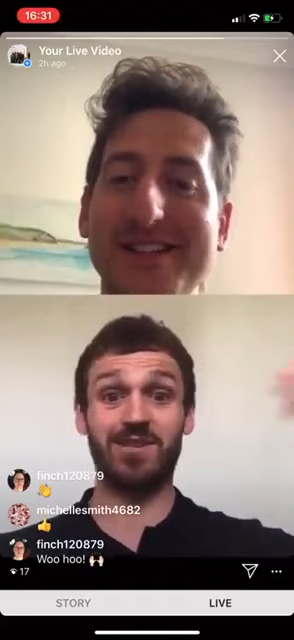 16:31
Your Live Video
2h ago
finch120879
👏
michellesmith4682
👍
finch120879
Woo hoo! 🙌🏻
17
STORY LIVE